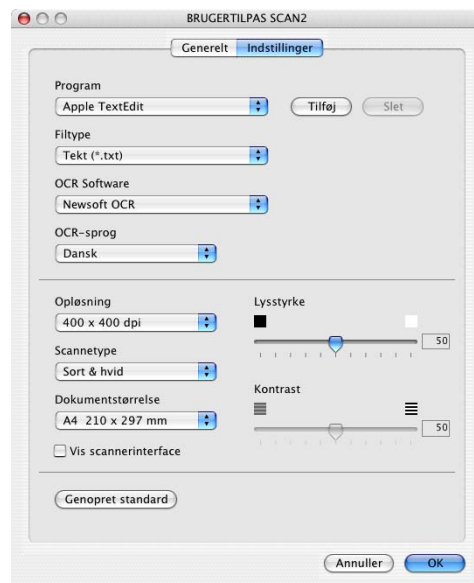 BRUGERTILPAS SCAN2
Generelt Indstillinger
Program
Apple TextEdit Tilføj Slet
Filtype
Tekt (*.txt)
OCR Software
Newsoft OCR
OCR-sprog
Dansk
Opløsning
400 x 400 dpi
Scannetype
Sort & hvid
Dokumentstørrelse
A4 210 x 297 mm
Vis scannerinterface
Lysstyrke
50
Kontrast
50
Genopret standard
Annuller OK